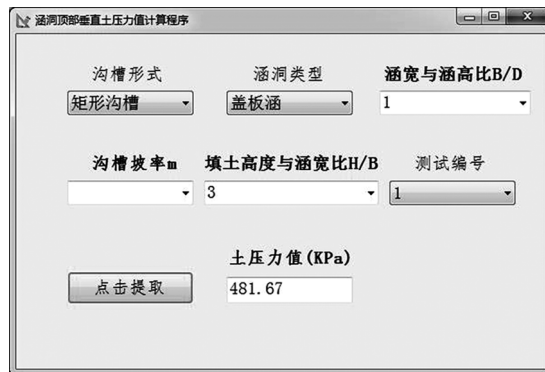 涵洞顶部垂直土压力值计算程序
沟槽形式 涵洞类型 涵宽与涵高比B/D
矩形沟槽 盖板涵 1
沟槽坡率m 填土高度与涵宽比H/B 测试编号
3 1
土压力值(KPa)
点击提取 481.67